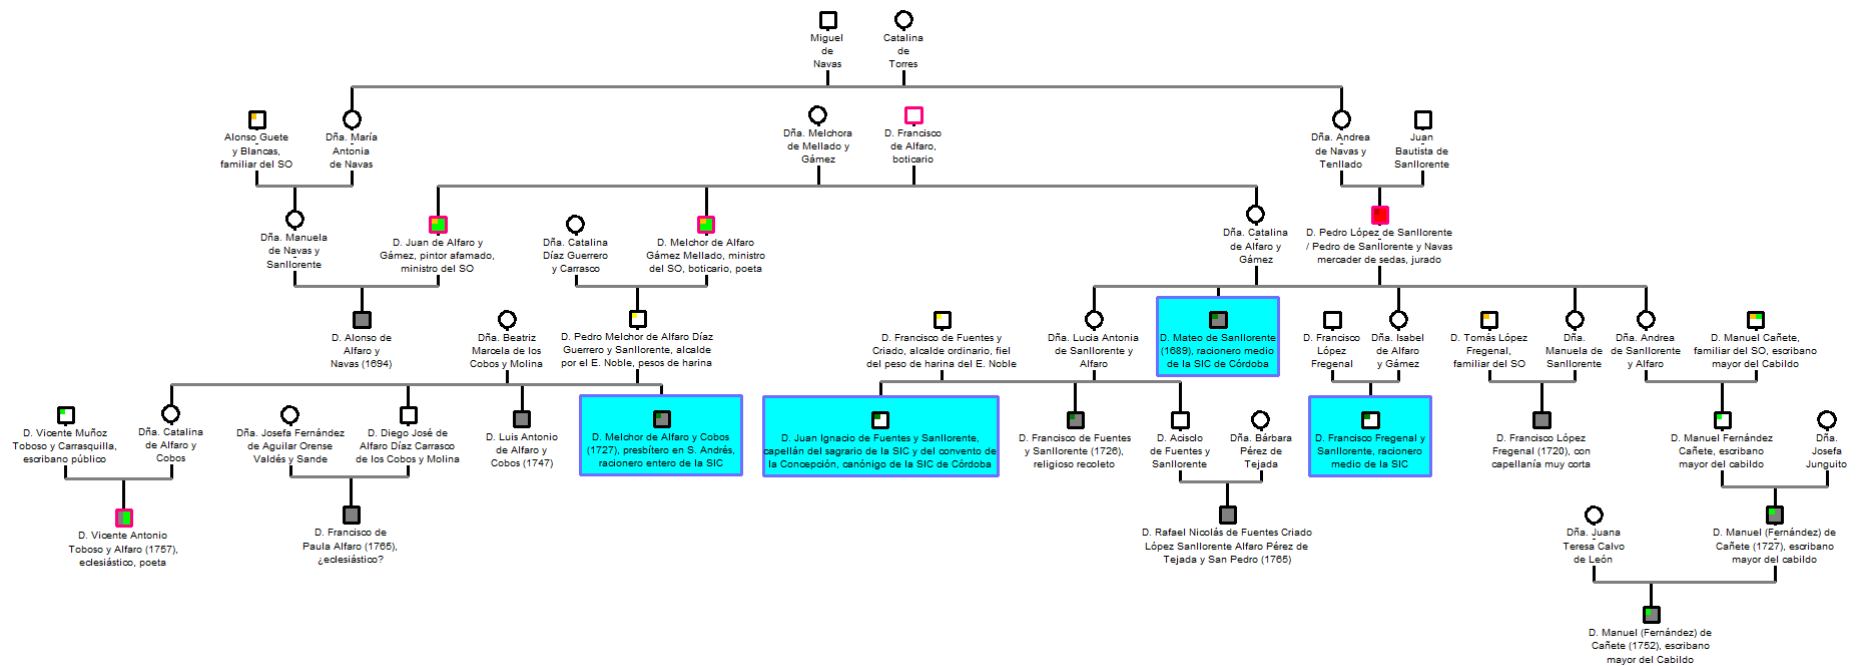 Miguel
de
Navas
Catalina
de
Torres
Alonso Guete
y Blancas,
familiar del SO
Dña. María
Antonia
de Navas
Dña. Melchora
de Mellado y
Gámez
D. Francisco
de Alfaro,
boticario
Dña. Andrea
de Navas y
Tenllado
Juan
Bautista de
Sanllorente
Dña. Manuela
de Navas y
Sanllorente
D. Juan de Alfaro y
Gámez, pintor afamado,
ministro del SO
Dña. Catalina
Díaz Guerrero
y Carrasco
D. Melchor de Alfaro
Gámez Mellado, ministro
del SO, boticario, poeta
Dña. Catalina
de Alfaro y
Gámez
D. Pedro López de Sanllorente
/ Pedro de Sanllorente y Navas
mercader de sedas, jurado
D. Alonso de
Alfaro y
Navas (1694)
Dña. Beatriz
Marcela de los
Cobos y Molina
D. Pedro Melchor de Alfaro Díaz
Guerrero y Sanllorente, alcalde
por el E. Noble, pesos de harina
D. Francisco de Fuentes y
Criado, alcalde ordinario, fiel
del peso de harina del E. Noble
Dña. Lucia Antonia
de Sanllorente y
Alfaro
D. Mateo de Sanllorente
(1689), racionero medio
de la SIC de Córdoba
D. Francisco
López
Fregenal
Dña. Isabel
de Alfaro
y Gámez
D. Tomás López
Fregenal,
familiar del SO
Dña.
Manuela de
Sanllorente
Dña. Andrea
de Sanllorente
y Alfaro
D. Manuel Cañete,
familiar del SO, escribano
mayor del Cabildo
D. Vicente Muñoz
Toboso y Carrasquilla,
escribano público
Dña. Catalina
de Alfaro y
Cobos
Dña. Josefa Fernández
de Aguilar Orense
Valdés y Sande
D. Diego José de
Alfaro Díaz Carrasco
de los Cobos y Molina
D. Luis Antonio
de Alfaro y
Cobos (1747)
D. Melchor de Alfaro y Cobos
(1727), presbítero en S. Andrés,
racionero entero de la SIC
D. Juan Ignacio de Fuentes y Sanllorente,
capellán del sagrario de la SIC y del convento de
la Concepción, canónigo de la SIC de Córdoba
D. Francisco de Fuentes
y Sanllorente (1726),
religioso recoleto
D. Acisclo
de Fuentes y
Sanllorente
Dña. Bárbara
Pérez de
Tejada
D. Francisco Fregenal y
Sanllorente, racionero
medio de la SIC
D. Francisco López
Fregenal (1720), con
capellanía muy corta
D. Manuel Fernández
Cañete, escribano
mayor del cabildo
Dña.
Josefa
Junguito
D. Vicente Antonio
Toboso y Alfaro (1757),
eclesiástico, poeta
D. Francisco de
Paula Alfaro (1765),
¿eclesiástico?
D. Rafael Nicolás de Fuentes Criado
López Sanllorente Alfaro Pérez de
Tejada y San Pedro (1765)
Dña. Juana
Teresa Calvo
de León
D. Manuel (Fernández) de
Cañete (1727), escribano
mayor del cabildo
D. Manuel (Fernández) de
Cañete (1752), escribano
mayor del Cabildo